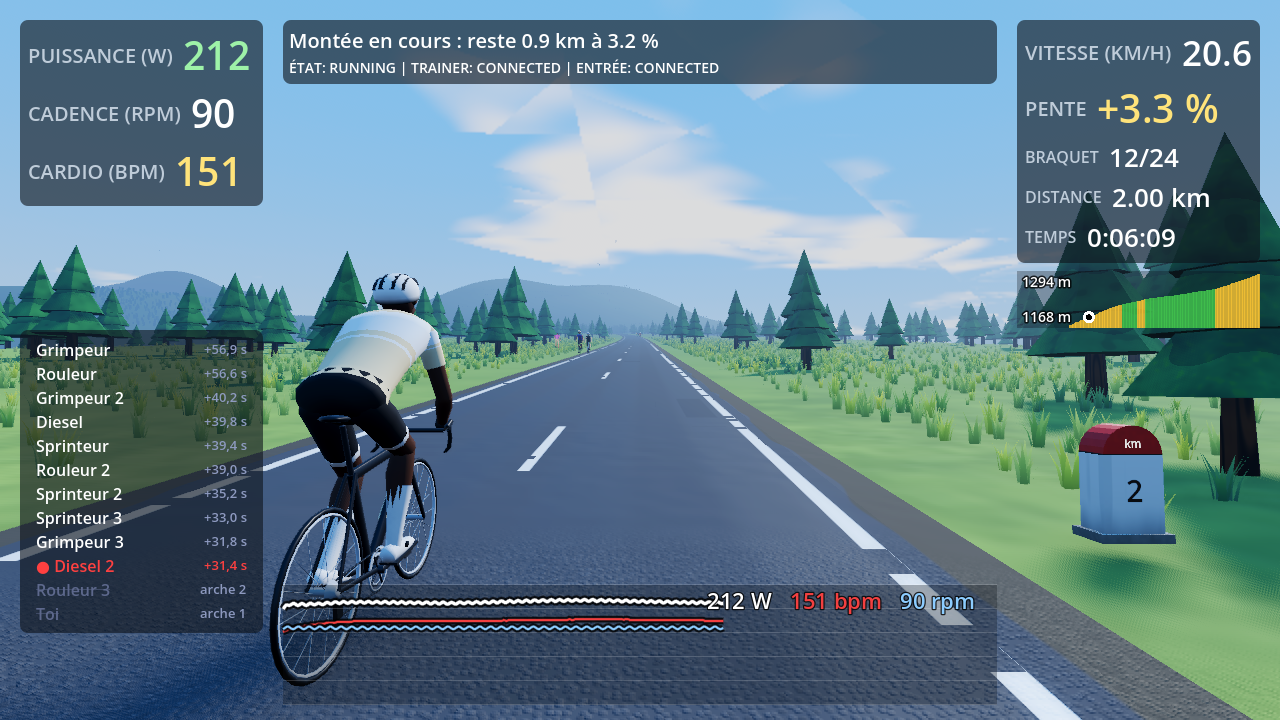 PUISSANCE (W) 212
CADENCE (RPM) 90
CARDIO (BPM) 151
Montée en cours : reste 0.9 km à 3.2 %
ÉTAT: RUNNING | TRAINER: CONNECTED | ENTRÉE: CONNECTED
VITESSE (KM/H) 20.6
PENTE +3.3 %
BRAQUET 12/24
DISTANCE 2.00 km
TEMPS 0:06:09
1294 m
1168 m
Grimpeur +56,9 s
Rouleur +56,6 s
Grimpeur 2 +40,2 s
Diesel +39,8 s
Sprinteur +39,4 s
Rouleur 2 +39,0 s
Sprinteur 2 +35,2 s
Sprinteur 3 +33,0 s
Grimpeur 3 +31,8 s
Diesel 2 +31,4 s
Rouleur 3 arche 2
Toi arche 1
km
2
212 W 151 bpm 90 rpm